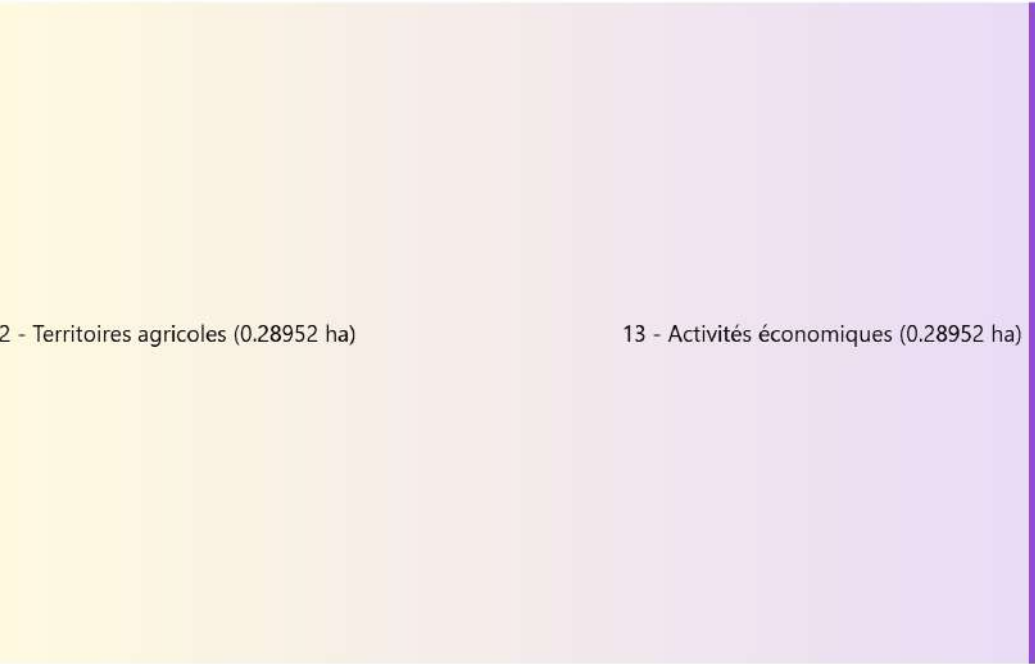 2 - Territoires agricoles (0.28952 ha)
13 - Activités économiques (0.28952 ha)